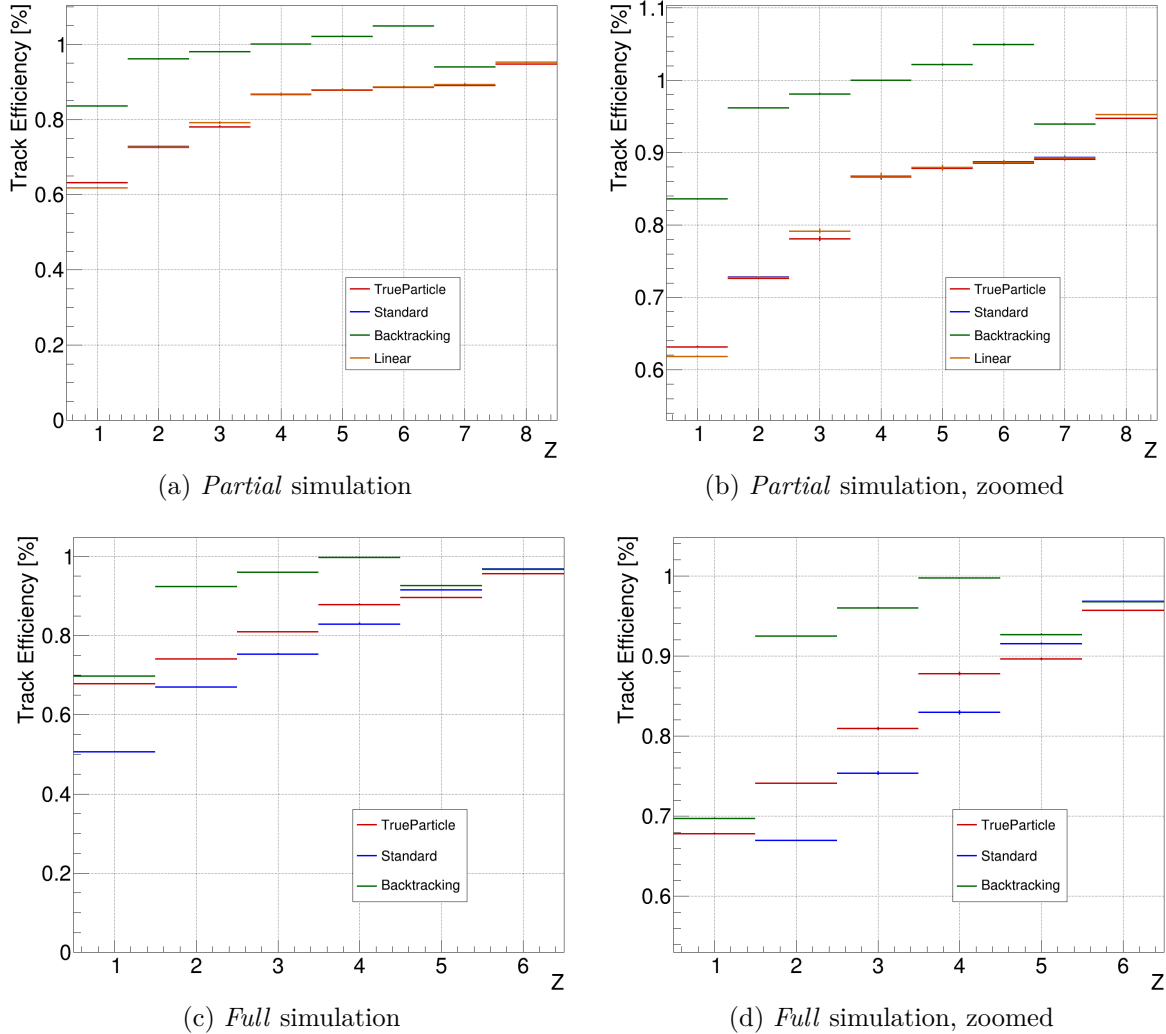 Track Efficiency [%]
1
0.8
0.6
0.4
0.2
0
TrueParticle
Standard
Backtracking
Linear
1 2 3 4 5 6 7 8
Z
(a) Partial simulation
Track Efficiency [%]
1.1
1
0.9
0.8
0.7
0.6
TrueParticle
Standard
Backtracking
Linear
1 2 3 4 5 6 7 8
Z
(b) Partial simulation, zoomed
Track Efficiency [%]
1
0.8
0.6
0.4
0.2
0
TrueParticle
Standard
Backtracking
1 2 3 4 5 6
Z
(c) Full simulation
Track Efficiency [%]
1
0.9
0.8
0.7
0.6
TrueParticle
Standard
Backtracking
1 2 3 4 5 6
Z
(d) Full simulation, zoomed